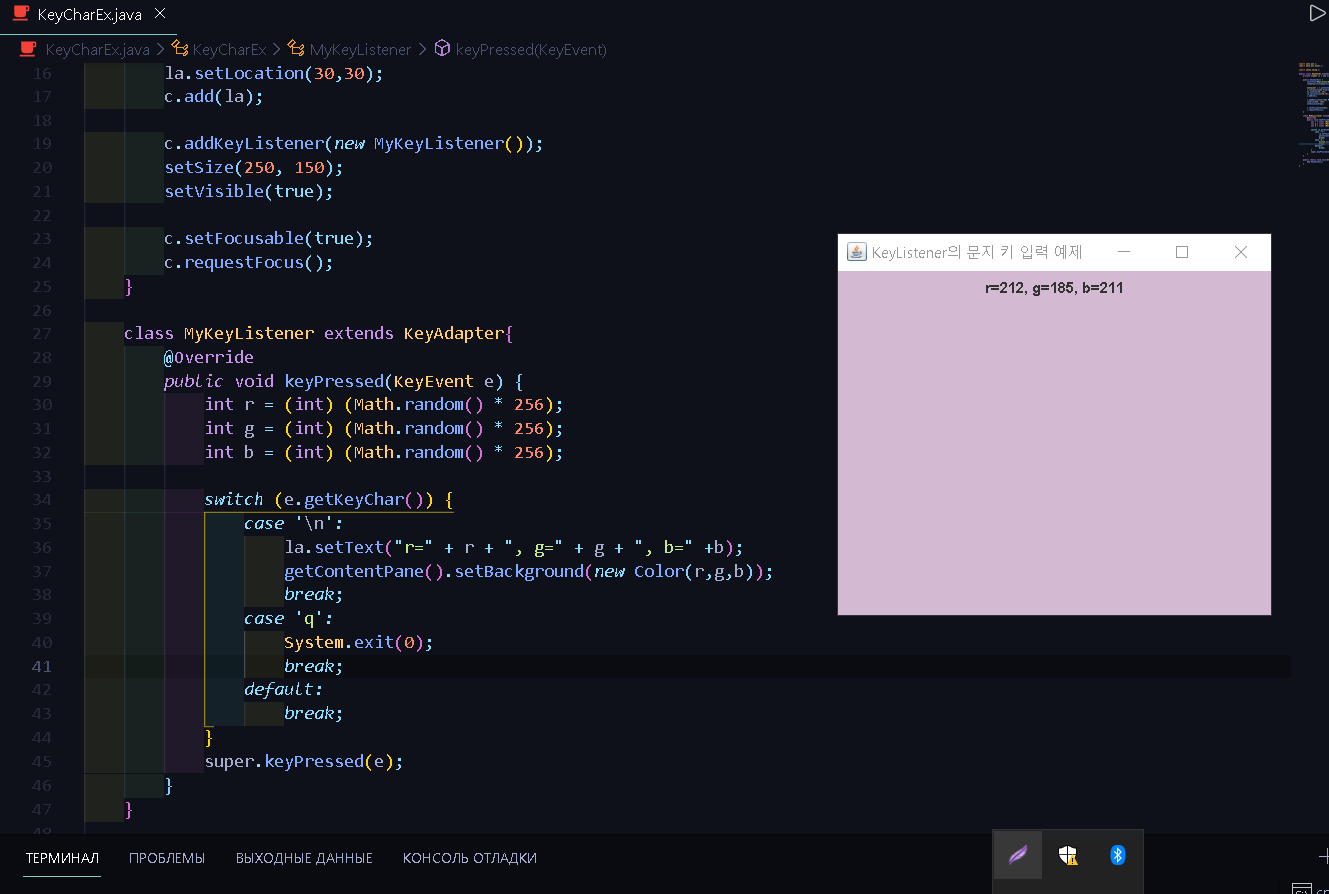 KeyCharEx.java
KeyCharEx.java > KeyCharEx > MyKeyListener > keyPressed(KeyEvent)
16 la.setLocation(30,30);
17 c.add(la);
18
19 c.addKeyListener(new MyKeyListener());
20 setSize(250, 150);
21 setVisible(true);
22
23 c.setFocusable(true);
24 c.requestFocus();
25 }
26
27 class MyKeyListener extends KeyAdapter{
28 @Override
29 public void keyPressed(KeyEvent e) {
30 int r = (int) (Math.random() * 256);
31 int g = (int) (Math.random() * 256);
32 int b = (int) (Math.random() * 256);
33
34 switch (e.getKeyChar()) {
35 case '\n':
36 la.setText("r=" + r + ", g=" + g + ", b=" +b);
37 getContentPane().setBackground(new Color(r,g,b));
38 break;
39 case 'q':
40 System.exit(0);
41 break;
42 default:
43 break;
44 }
45 super.keyPressed(e);
46 }
47 }
48
KeyListener의 문지 키 입력 예제
r=212, g=185, b=211
ТЕРМИНАЛ ПРОБЛЕМЫ ВЫХОДНЫЕ ДАННЫЕ КОНСОЛЬ ОТЛАДКИ